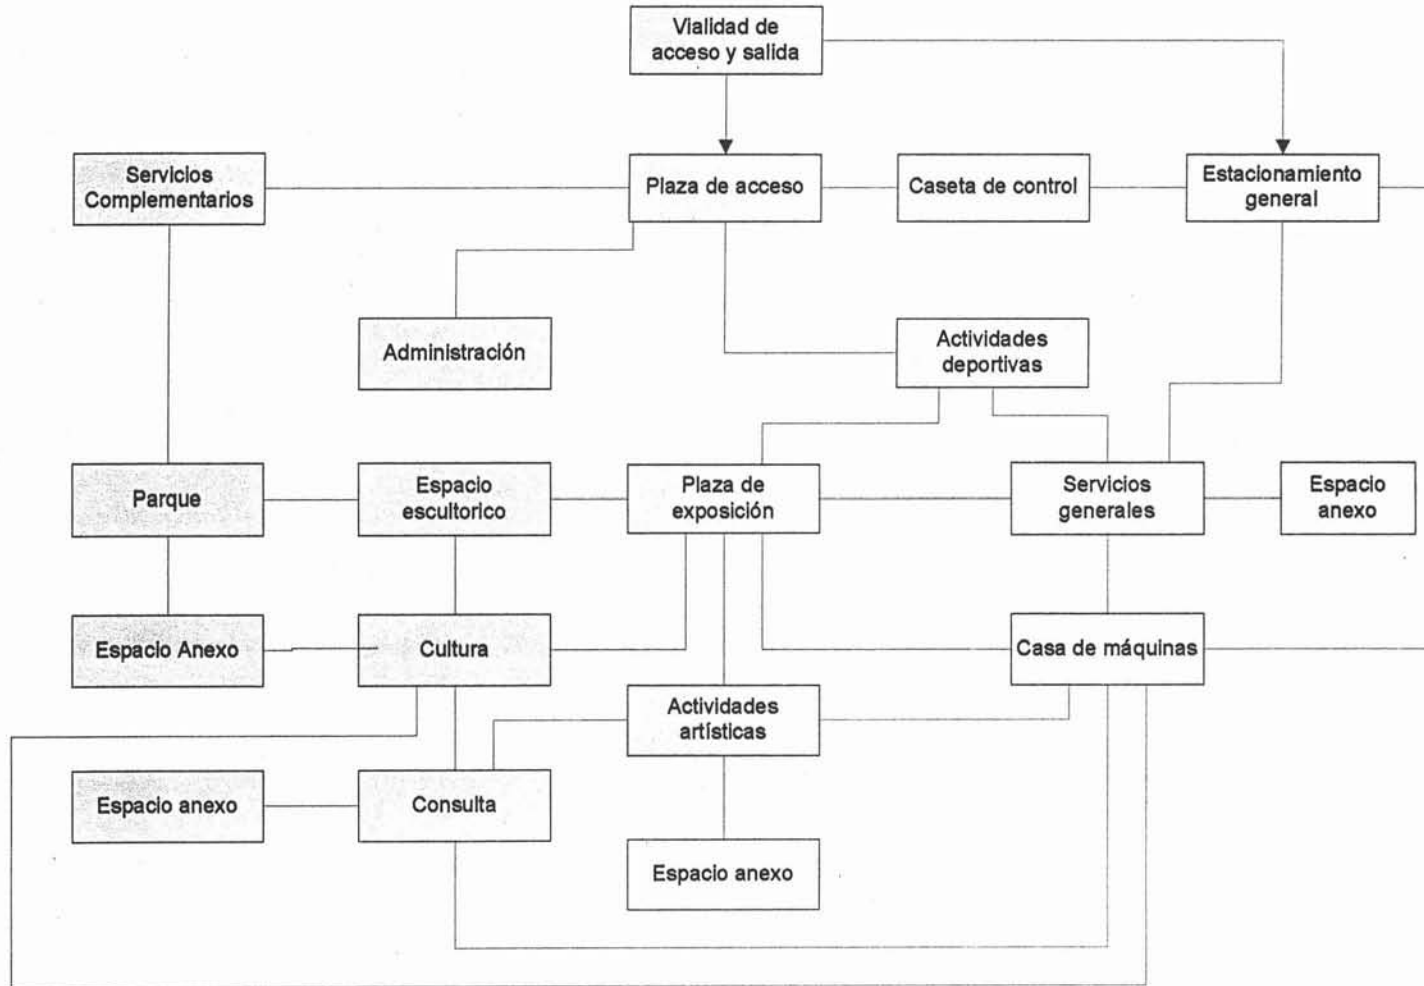 Vialidad de
acceso y salida
Servicios
Complementarios
Plaza de acceso
Caseta de control
Estacionamiento
general
Administración
Actividades
deportivas
Parque
Espacio
escultorico
Plaza de
exposición
Servicios
generales
Espacio
anexo
Espacio Anexo
Cultura
Casa de máquinas
Actividades
artísticas
Espacio anexo
Consulta
Espacio anexo